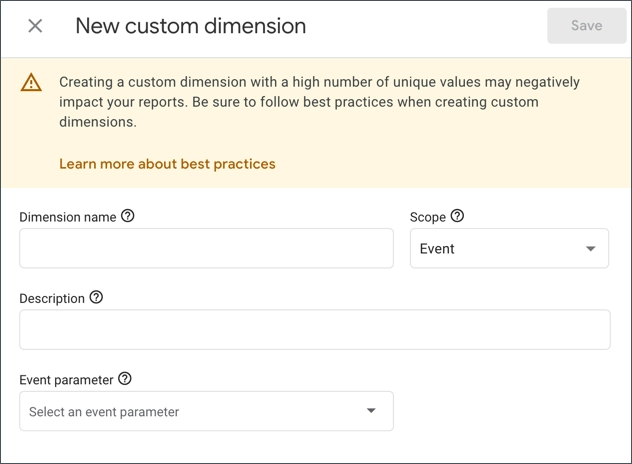 New custom dimension
Save
Creating a custom dimension with a high number of unique values may negatively
impact your reports. Be sure to follow best practices when creating custom
dimensions.
Learn more about best practices
Dimension name
Scope
Event
Description
Event parameter
Select an event parameter